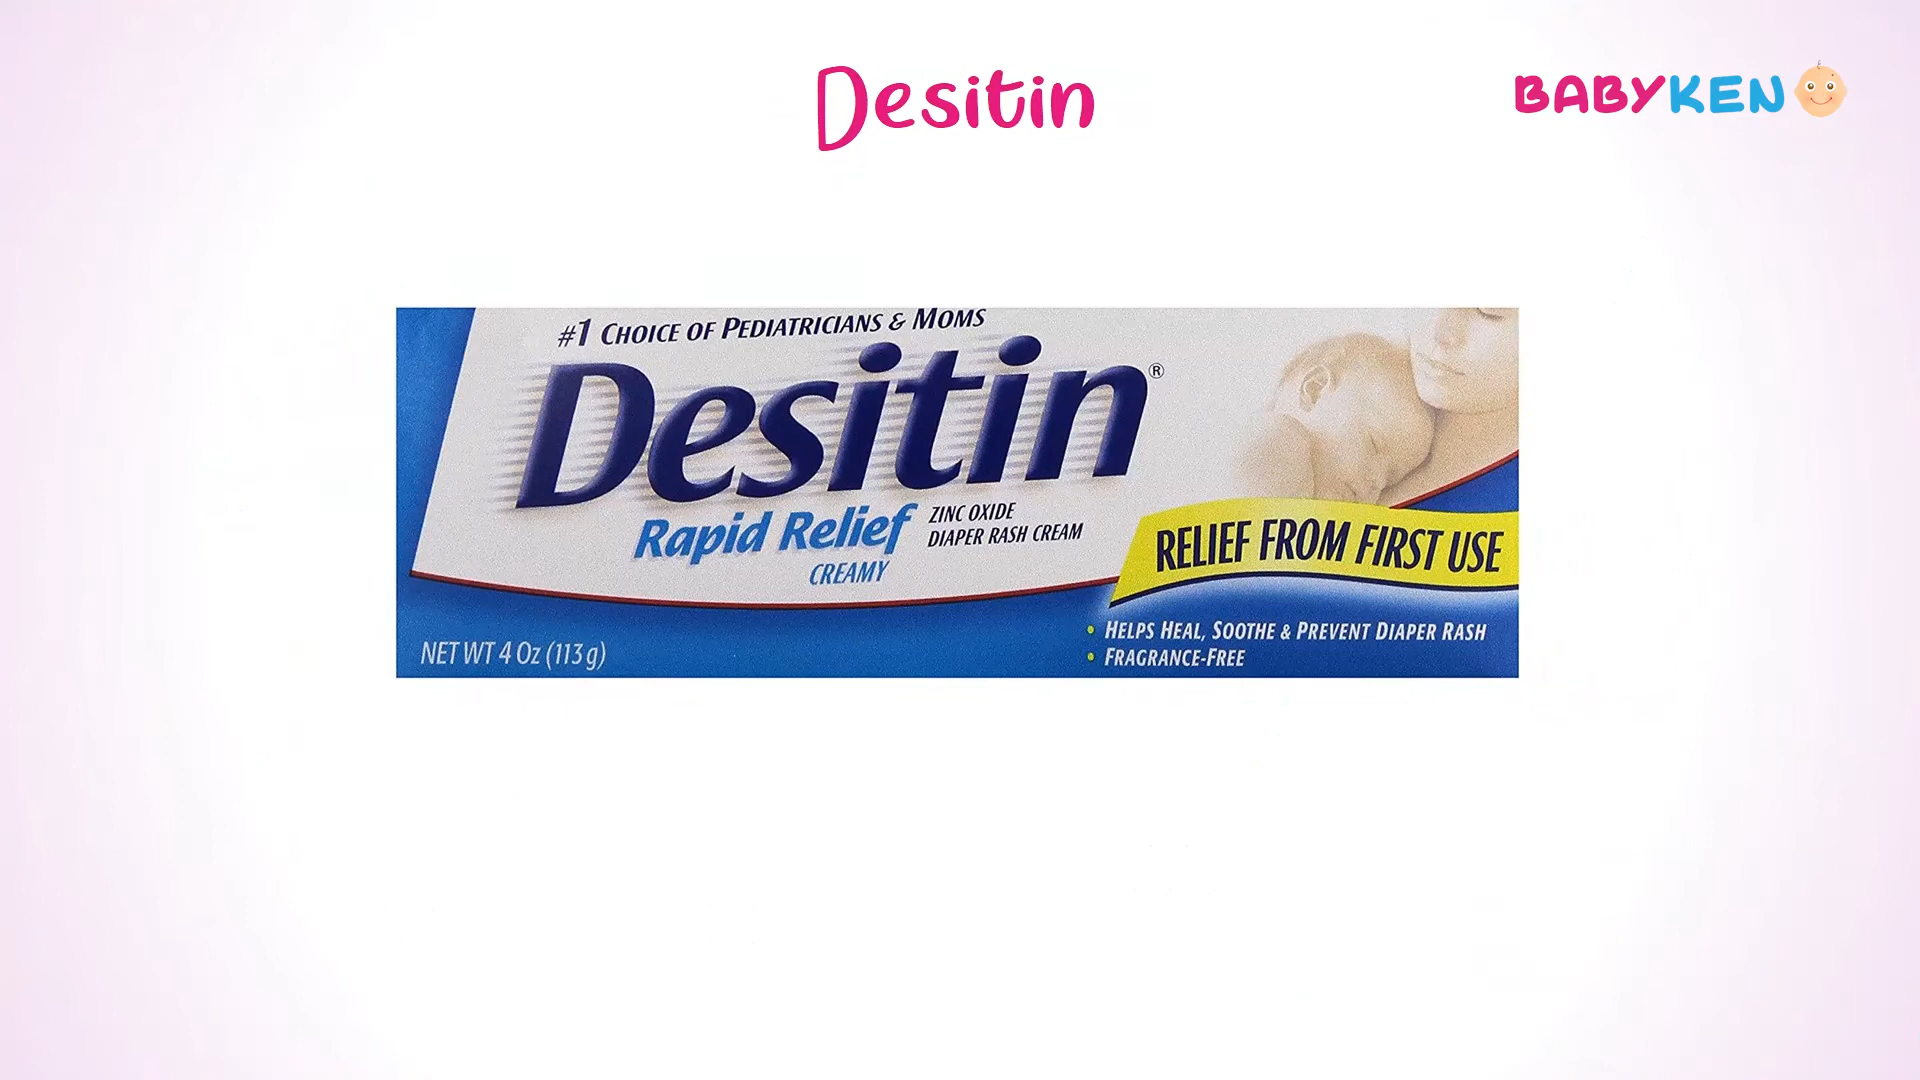 Desitin
BABYKEN
#1 CHOICE OF PEDIATRICIANS & MOMS
Desitin®
Rapid Relief
ZINC OXIDE
DIAPER RASH CREAM
CREAMY
RELIEF FROM FIRST USE
• HELPS HEAL, SOOTHE & PREVENT DIAPER RASH
• FRAGRANCE-FREE
NET WT 4 Oz (113 g)